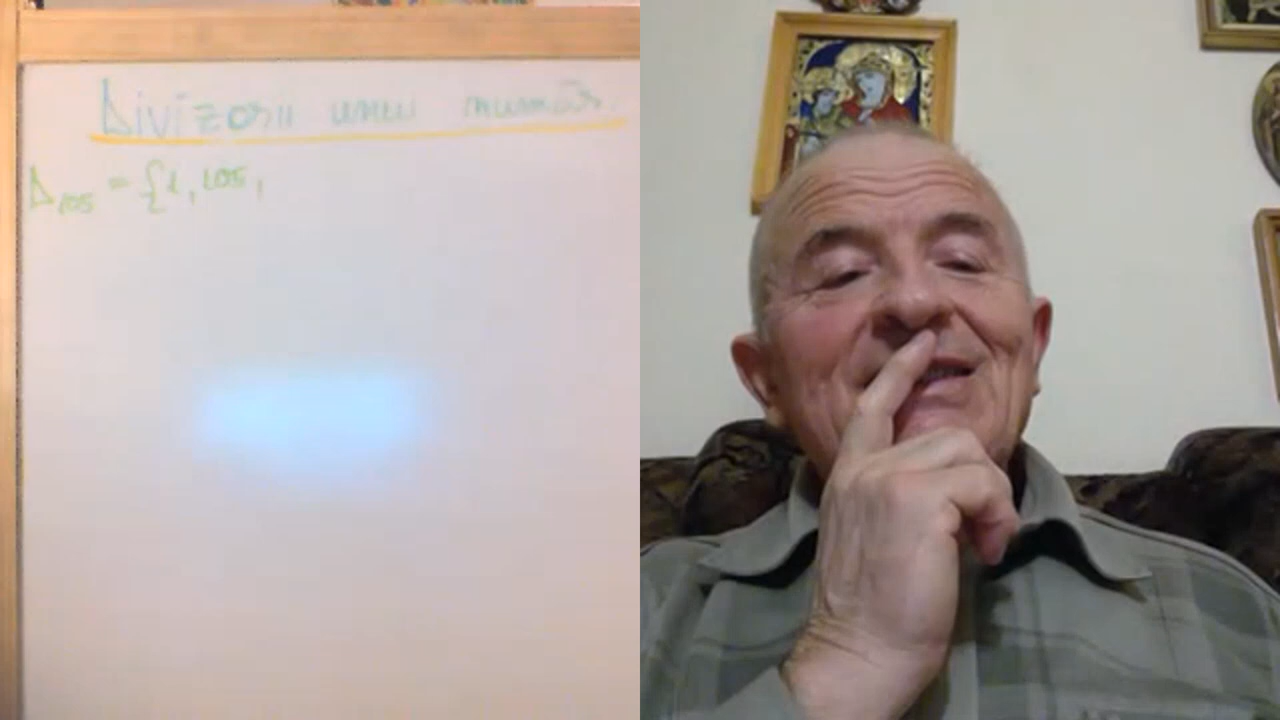 Divizorii unui număr
D105 = {1, 105,